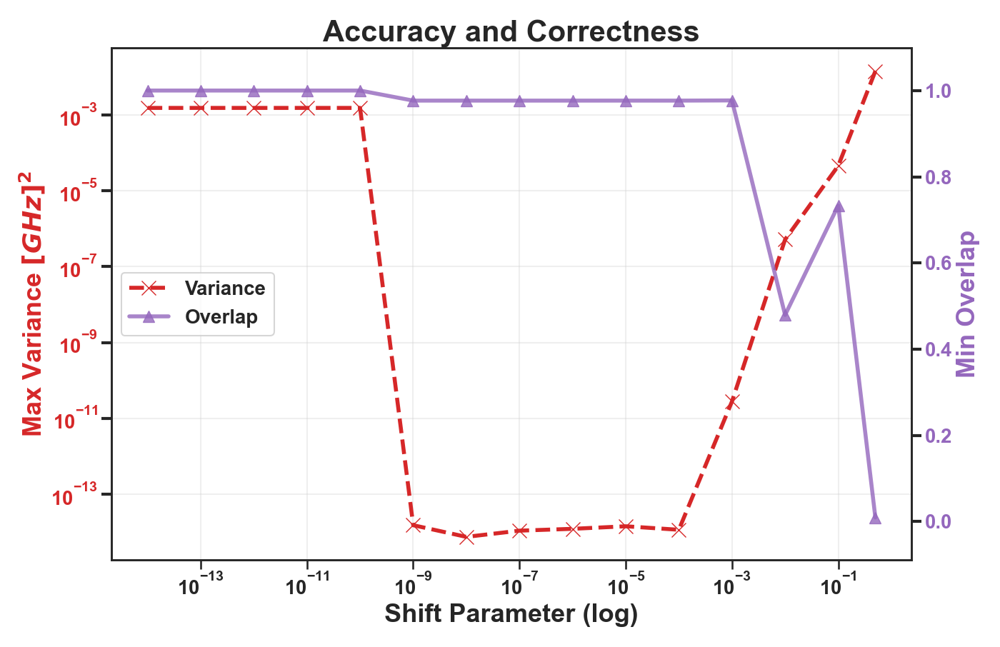 Accuracy and Correctness
Max Variance [GHz]²
10⁻³
10⁻⁵
10⁻⁷
10⁻⁹
10⁻¹¹
10⁻¹³
Variance
Overlap
1.0
0.8
0.6
0.4
0.2
0.0
Min Overlap
10⁻¹³ 10⁻¹¹ 10⁻⁹ 10⁻⁷ 10⁻⁵ 10⁻³ 10⁻¹
Shift Parameter (log)